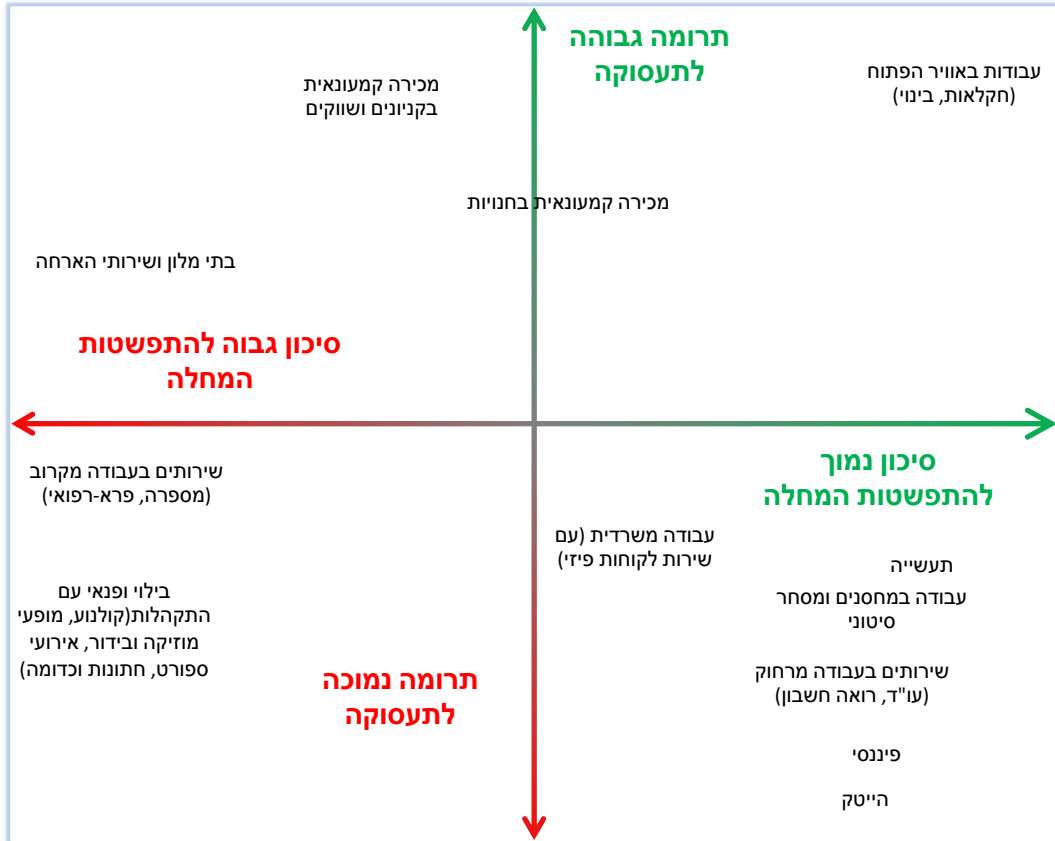 תרומה גבוהה
לתעסוקה
עבודות באוויר הפתוח
(חקלאות, בינוי)
מכירה קמעונאית
בקניונים ושווקים
מכירה קמעונאית בחנויות
בתי מלון ושירותי הארחה
סיכון גבוה להתפשטות
המחלה
סיכון נמוך
להתפשטות המחלה
שירותים בעבודה מקרוב
(מספרה, פרא-רפואי)
עבודה משרדית (עם
שירות לקוחות פיזי)
תעשייה
עבודה במחסנים ומסחר
סיטוני
בילוי ופנאי עם
התקהלות(קולנוע, מופעי
מוזיקה ובידור, אירועי
ספורט, חתונות וכדומה)
שירותים בעבודה מרחוק
(עו"ד, רואה חשבון)
תרומה נמוכה
לתעסוקה
פיננסי
הייטק